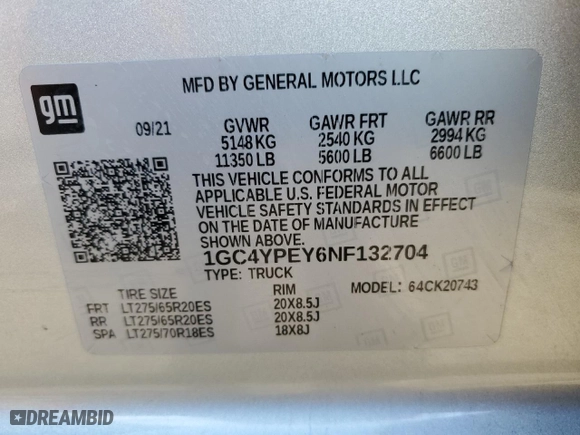 gm
MFD BY GENERAL MOTORS LLC
09/21 GVWR GAWR FRT GAWR RR
5148 KG 2540 KG 2994 KG
11350 LB 5600 LB 6600 LB
THIS VEHICLE CONFORMS TO ALL
APPLICABLE U.S. FEDERAL MOTOR
VEHICLE SAFETY STANDARDS IN EFFECT
ON THE DATE OF MANUFACTURE
SHOWN ABOVE.
1GC4YPEY6NF132704
TYPE: TRUCK
TIRE SIZE RIM MODEL: 64CK20743
FRT LT275/65R20ES 20X8.5J
RR LT275/65R20ES 20X8.5J
SPA LT275/70R18ES 18X8J
DREAMBID